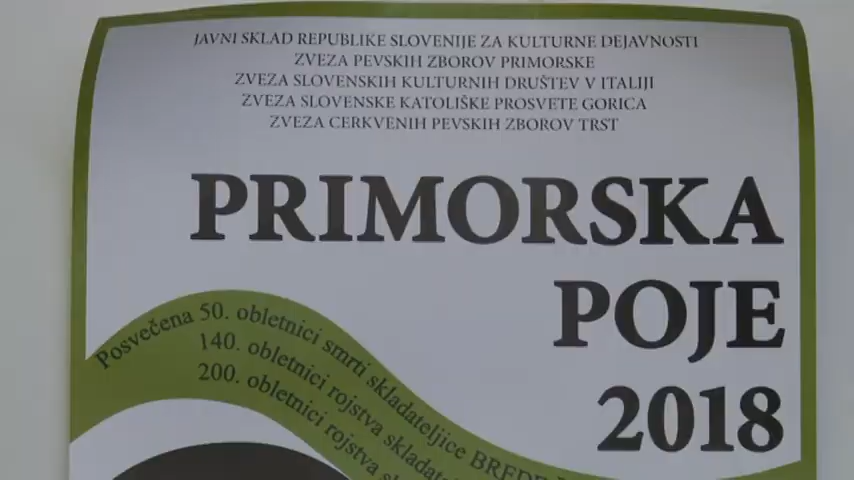 JAVNI SKLAD REPUBLIKE SLOVENIJE ZA KULTURNE DEJAVNOSTI
ZVEZA PEVSKIH ZBOROV PRIMORSKE
ZVEZA SLOVENSKIH KULTURNIH DRUŠTEV V ITALIJI
ZVEZA SLOVENSKE KATOLIŠKE PROSVETE GORICA
ZVEZA CERKVENIH PEVSKIH ZBOROV TRST
PRIMORSKA
POJE
2018
Posvečena 50. obletnici smrti skladateljice
140. obletnici rojstva
200. obletnici rojstva